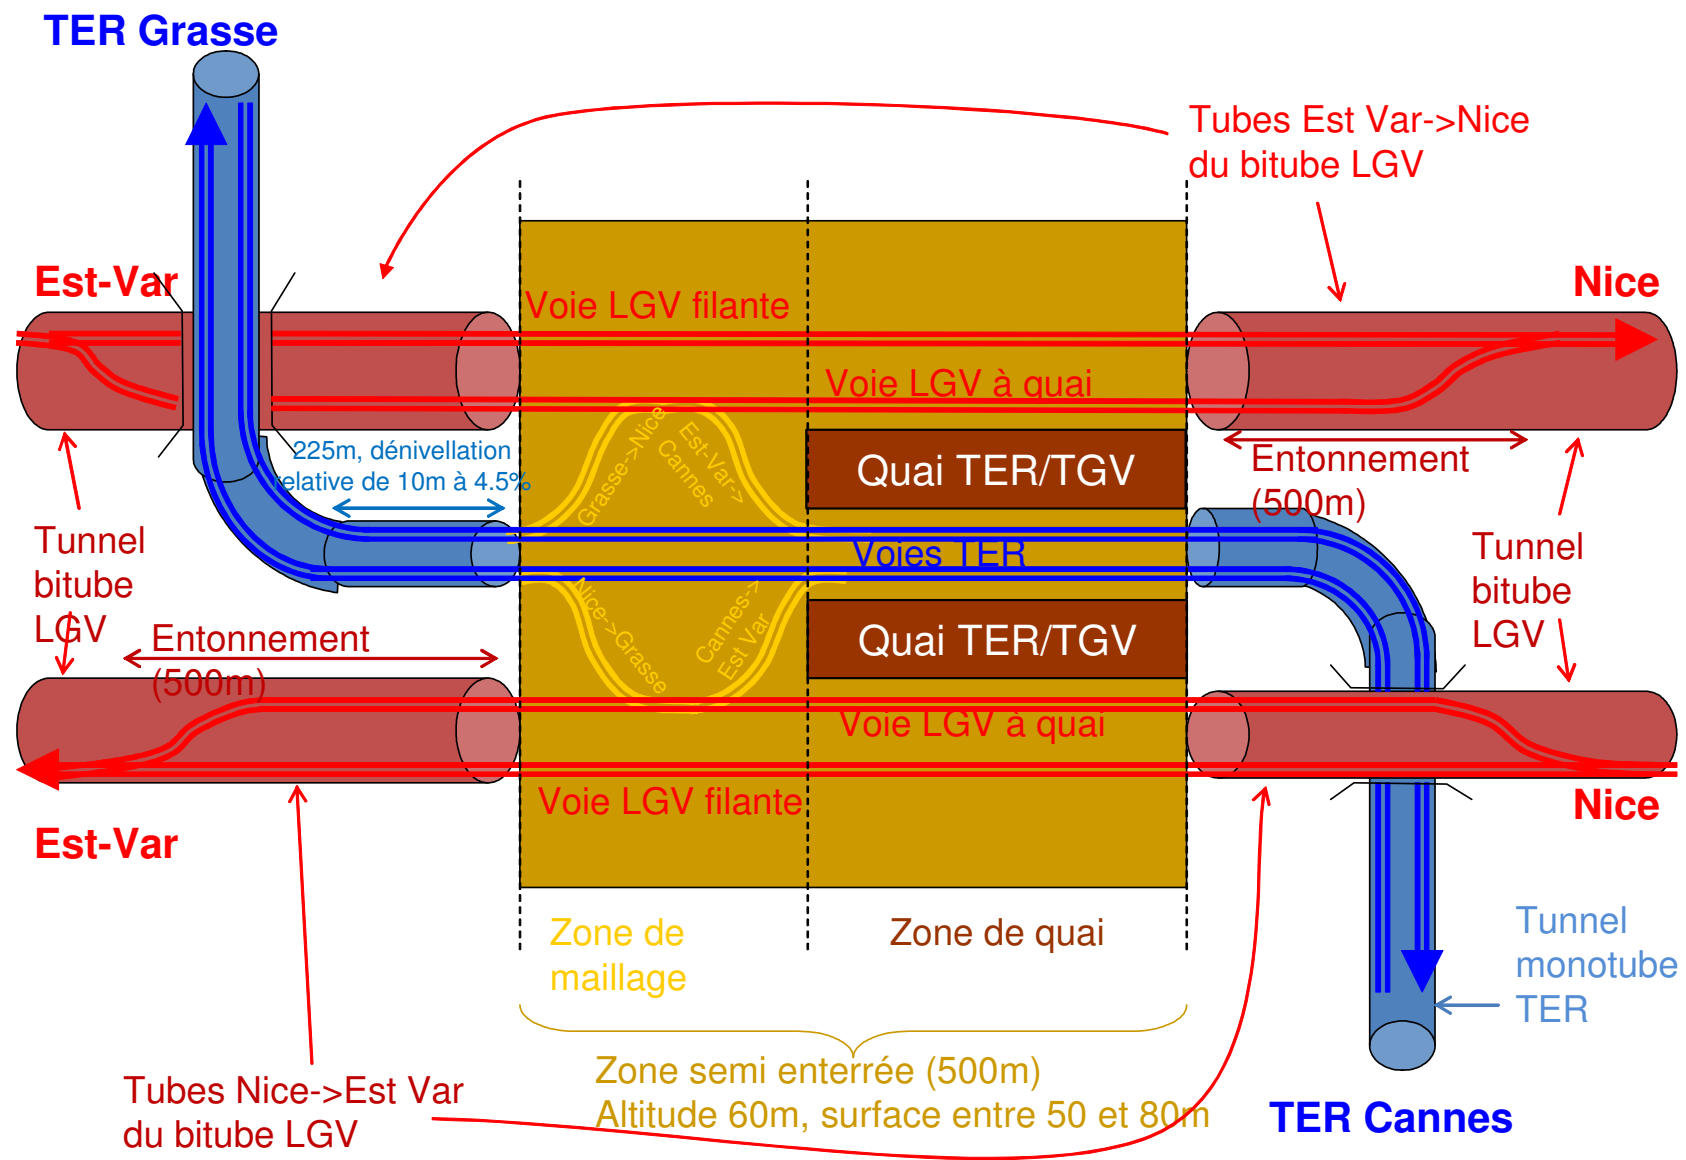 TER Grasse
Tubes Est Var->Nice
du bitube LGV
Est-Var
Nice
Voie LGV filante
Voie LGV à quai
225m, dénivellation
relative de 10m à 4.5%
Grasse->Nice
Est-Var->
Cannes
Quai TER/TGV
Entonnement
(500m)
Tunnel
bitube
LGV
Voies TER
Tunnel
bitube
LGV
Nice->Grasse
Cannes->
Est Var
Quai TER/TGV
Entonnement
(500m)
Voie LGV à quai
Voie LGV filante
Est-Var
Nice
Zone de
maillage
Zone de quai
Tunnel
monotube
TER
Zone semi enterrée (500m)
Altitude 60m, surface entre 50 et 80m
Tubes Nice->Est Var
du bitube LGV
TER Cannes